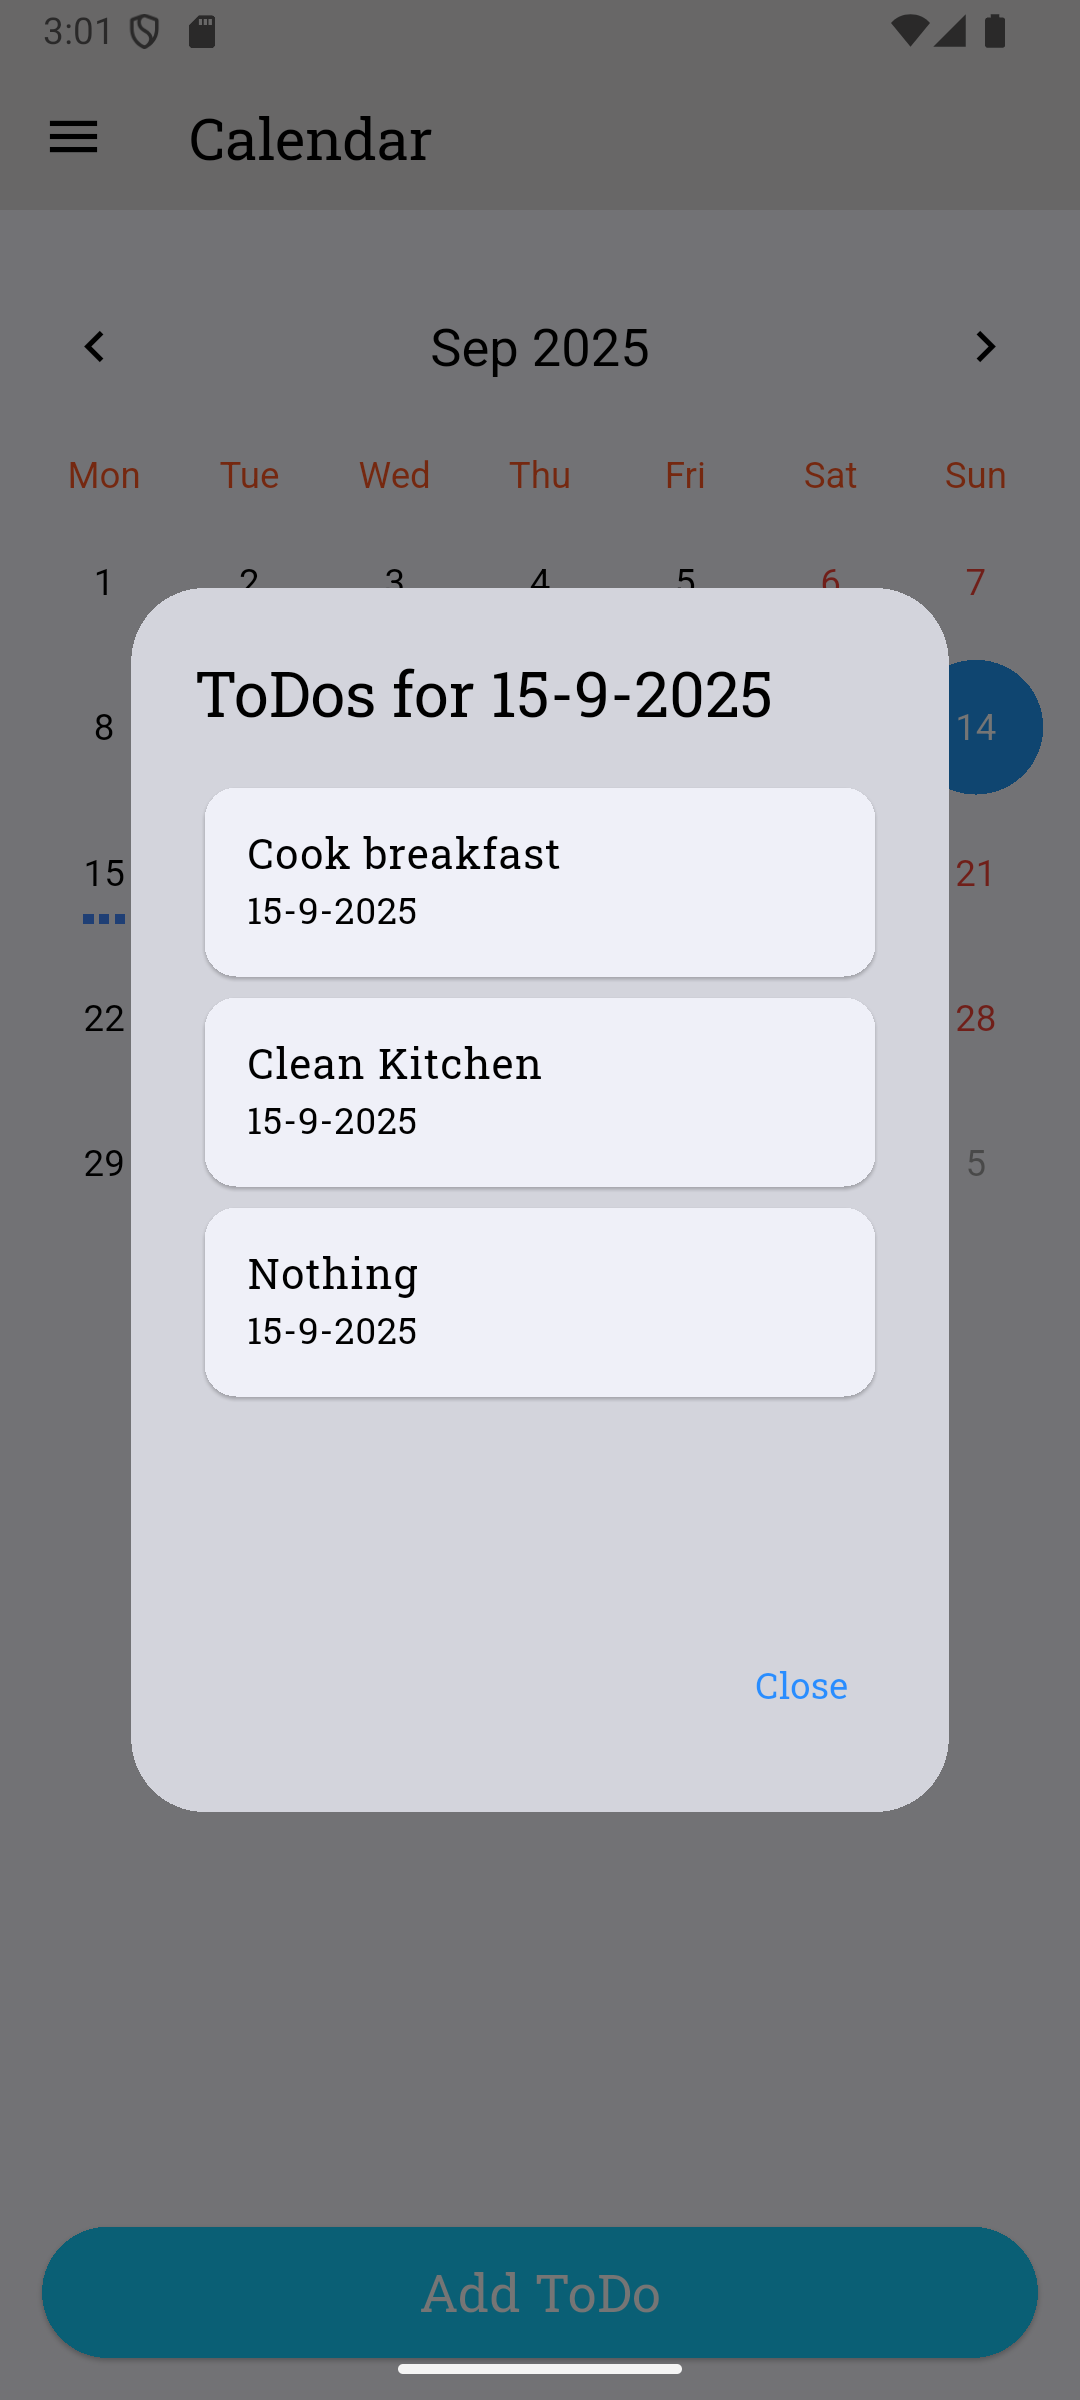 3:01
Calendar
Sep 2025
Mon Tue Wed Thu Fri Sat Sun
1 2 3 4 5 6 7
ToDos for 15-9-2025
8 14
Cook breakfast
15 21
15-9-2025
22 28
Clean Kitchen
15-9-2025
29 5
Nothing
15-9-2025
Close
Add ToDo